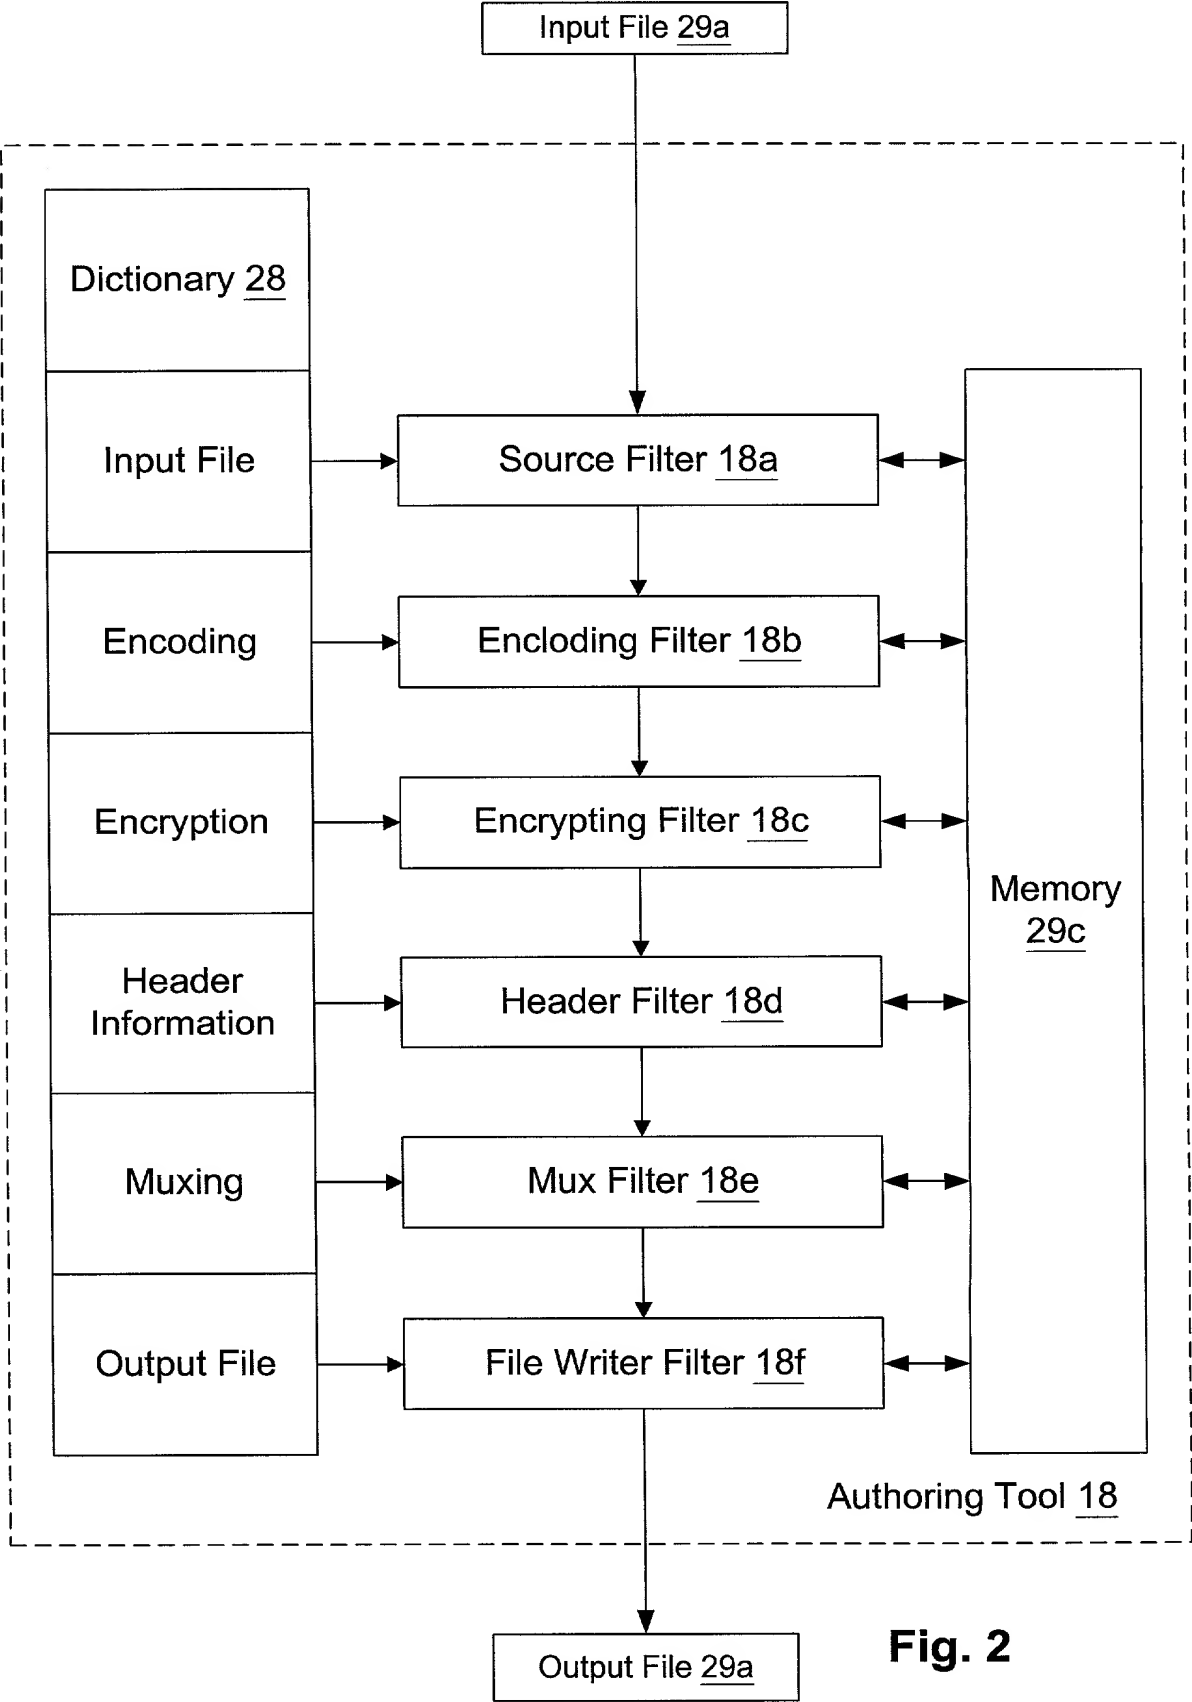 Input File 29a
Dictionary 28
Input File
Source Filter 18a
Encoding
Encloding Filter 18b
Encryption
Encrypting Filter 18c
Memory
29c
Header
Information
Header Filter 18d
Muxing
Mux Filter 18e
Output File
File Writer Filter 18f
Authoring Tool 18
Output File 29a
Fig. 2